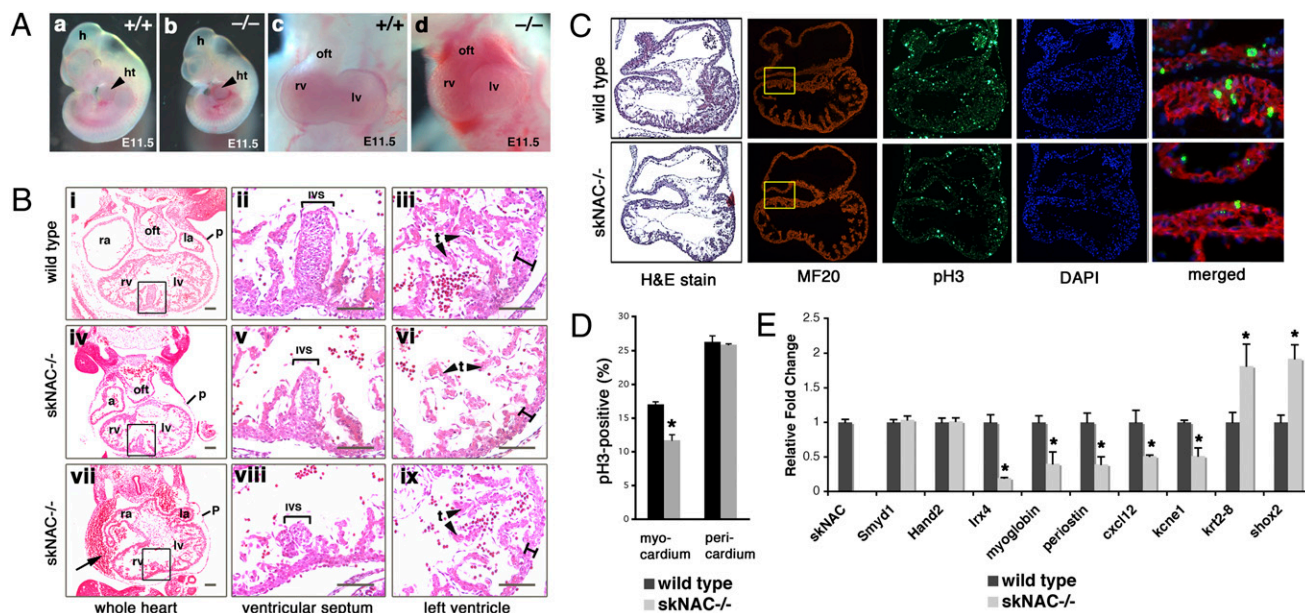 A
a
+/+
h
ht
E11.5
b
–/–
h
ht
E11.5
c
+/+
oft
rv
lv
E11.5
d
–/–
oft
rv
lv
E11.5
B
wild type
i
ra
oft
la
p
rv
lv
ii
IVS
iii
t
skNAC-/-
iv
oft
a
p
rv
lv
v
IVS
vi
t
skNAC-/-
vii
ra
la
p
lv
rv
viii
IVS
ix
t
whole heart
ventricular septum
left ventricle
C
wild type
skNAC-/-
H&E stain
MF20
pH3
DAPI
merged
D
pH3-positive (%)
30
25
20
15
10
5
0
*
myo-
cardium
peri-
cardium
wild type
skNAC-/-
E
Relative Fold Change
2.5
2
1.5
1
0.5
0
* * * * * * *
skNAC
Smyd1
Hand2
Irx4
myoglobin
periostin
cxcl12
kcne1
krt2-8
shox2
wild type
skNAC-/-